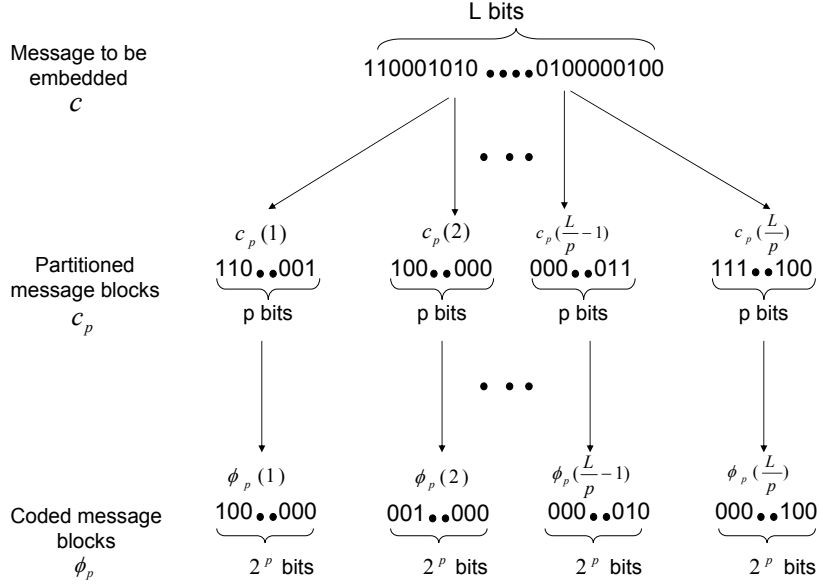 L bits
Message to be
embedded
c
110001010 •••• 0100000100
• • •
c_p(1) c_p(2) c_p(L/p−1) c_p(L/p)
Partitioned
message blocks
c_p
110••001 100••000 000••011 111••100
p bits p bits p bits p bits
• • •
ϕ_p(1) ϕ_p(2) ϕ_p(L/p−1) ϕ_p(L/p)
Coded message
blocks
ϕ_p
100••000 001••000 000••010 000••100
2^p bits 2^p bits 2^p bits 2^p bits